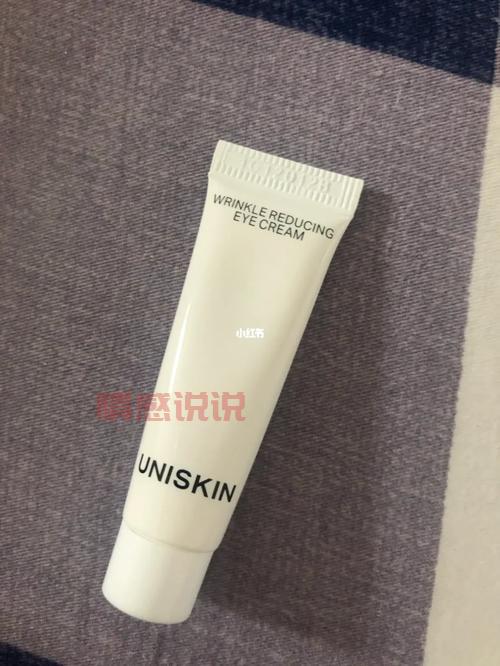 WRINKLE REDUCING
EYE CREAM
小红书
情感说说
UNISKIN